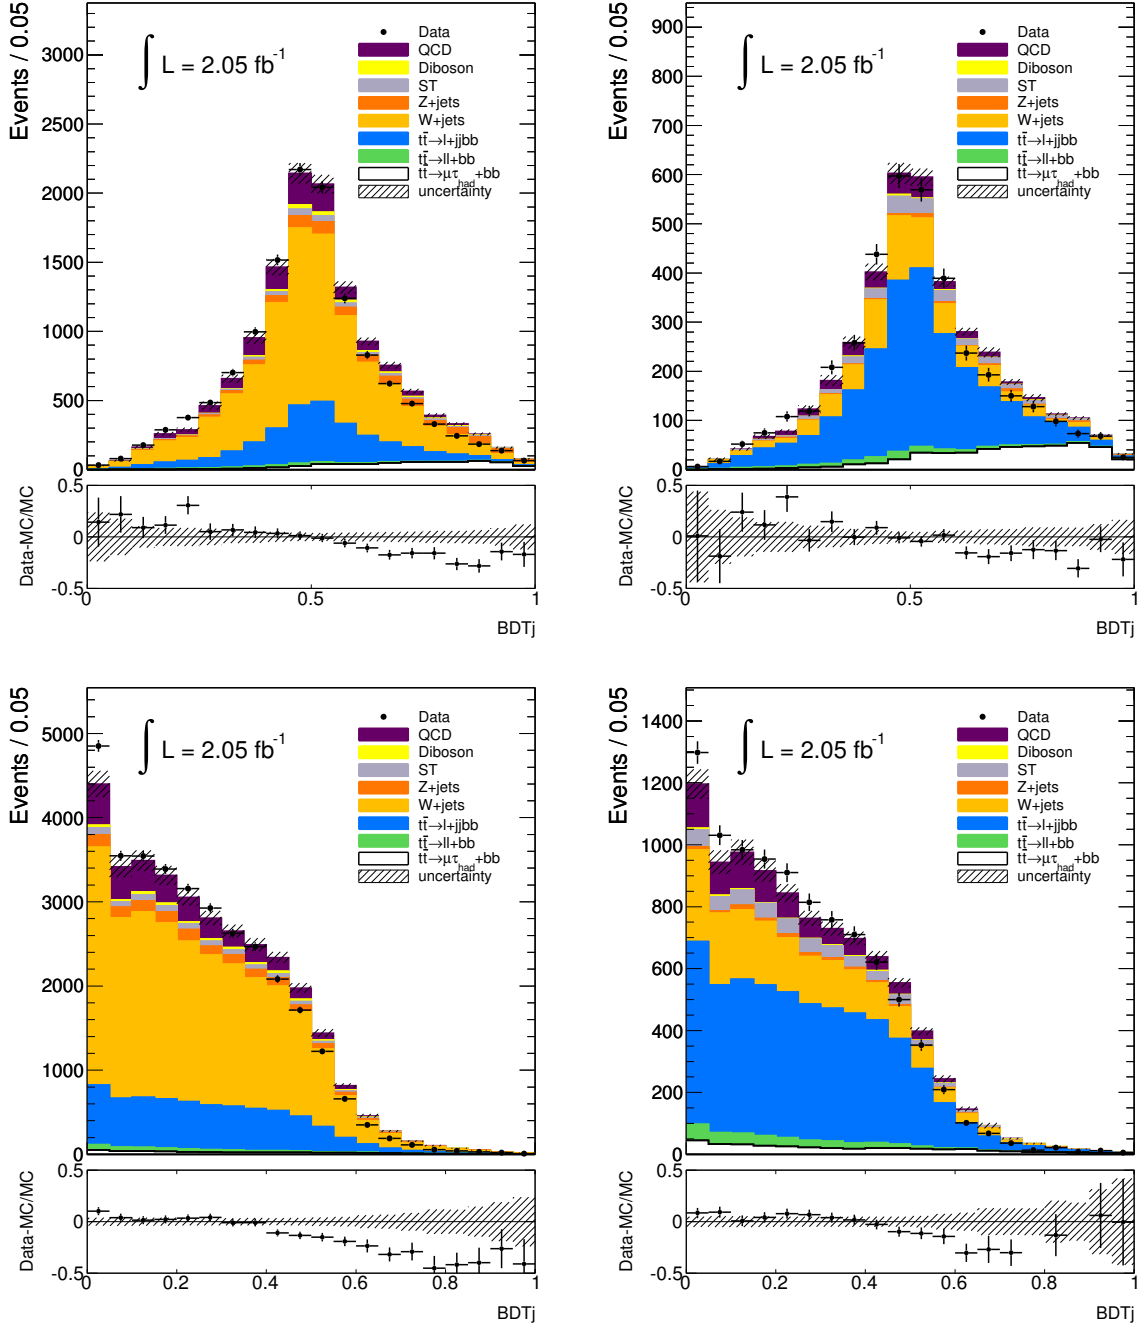 Events / 0.05
3000
2500
2000
1500
1000
500
0
∫ L = 2.05 fb⁻¹
Data
QCD
Diboson
ST
Z+jets
W+jets
tt̄→l+jjbb
tt̄→ll+bb
tt̄→μτ_had+bb
uncertainty
Data-MC/MC
0.5
0
-0.5
0 0.5 1
BDTj
Events / 0.05
900
800
700
600
500
400
300
200
100
0
∫ L = 2.05 fb⁻¹
Data
QCD
Diboson
ST
Z+jets
W+jets
tt̄→l+jjbb
tt̄→ll+bb
tt̄→μτ_had+bb
uncertainty
Data-MC/MC
0.5
0
-0.5
0 0.5 1
BDTj
Events / 0.05
5000
4000
3000
2000
1000
0
∫ L = 2.05 fb⁻¹
Data
QCD
Diboson
ST
Z+jets
W+jets
tt̄→l+jjbb
tt̄→ll+bb
tt̄→μτ_had+bb
uncertainty
Data-MC/MC
0.5
0
-0.5
0 0.2 0.4 0.6 0.8 1
BDTj
Events / 0.05
1400
1200
1000
800
600
400
200
0
∫ L = 2.05 fb⁻¹
Data
QCD
Diboson
ST
Z+jets
W+jets
tt̄→l+jjbb
tt̄→ll+bb
tt̄→μτ_had+bb
uncertainty
Data-MC/MC
0.5
0
-0.5
0 0.2 0.4 0.6 0.8 1
BDTj